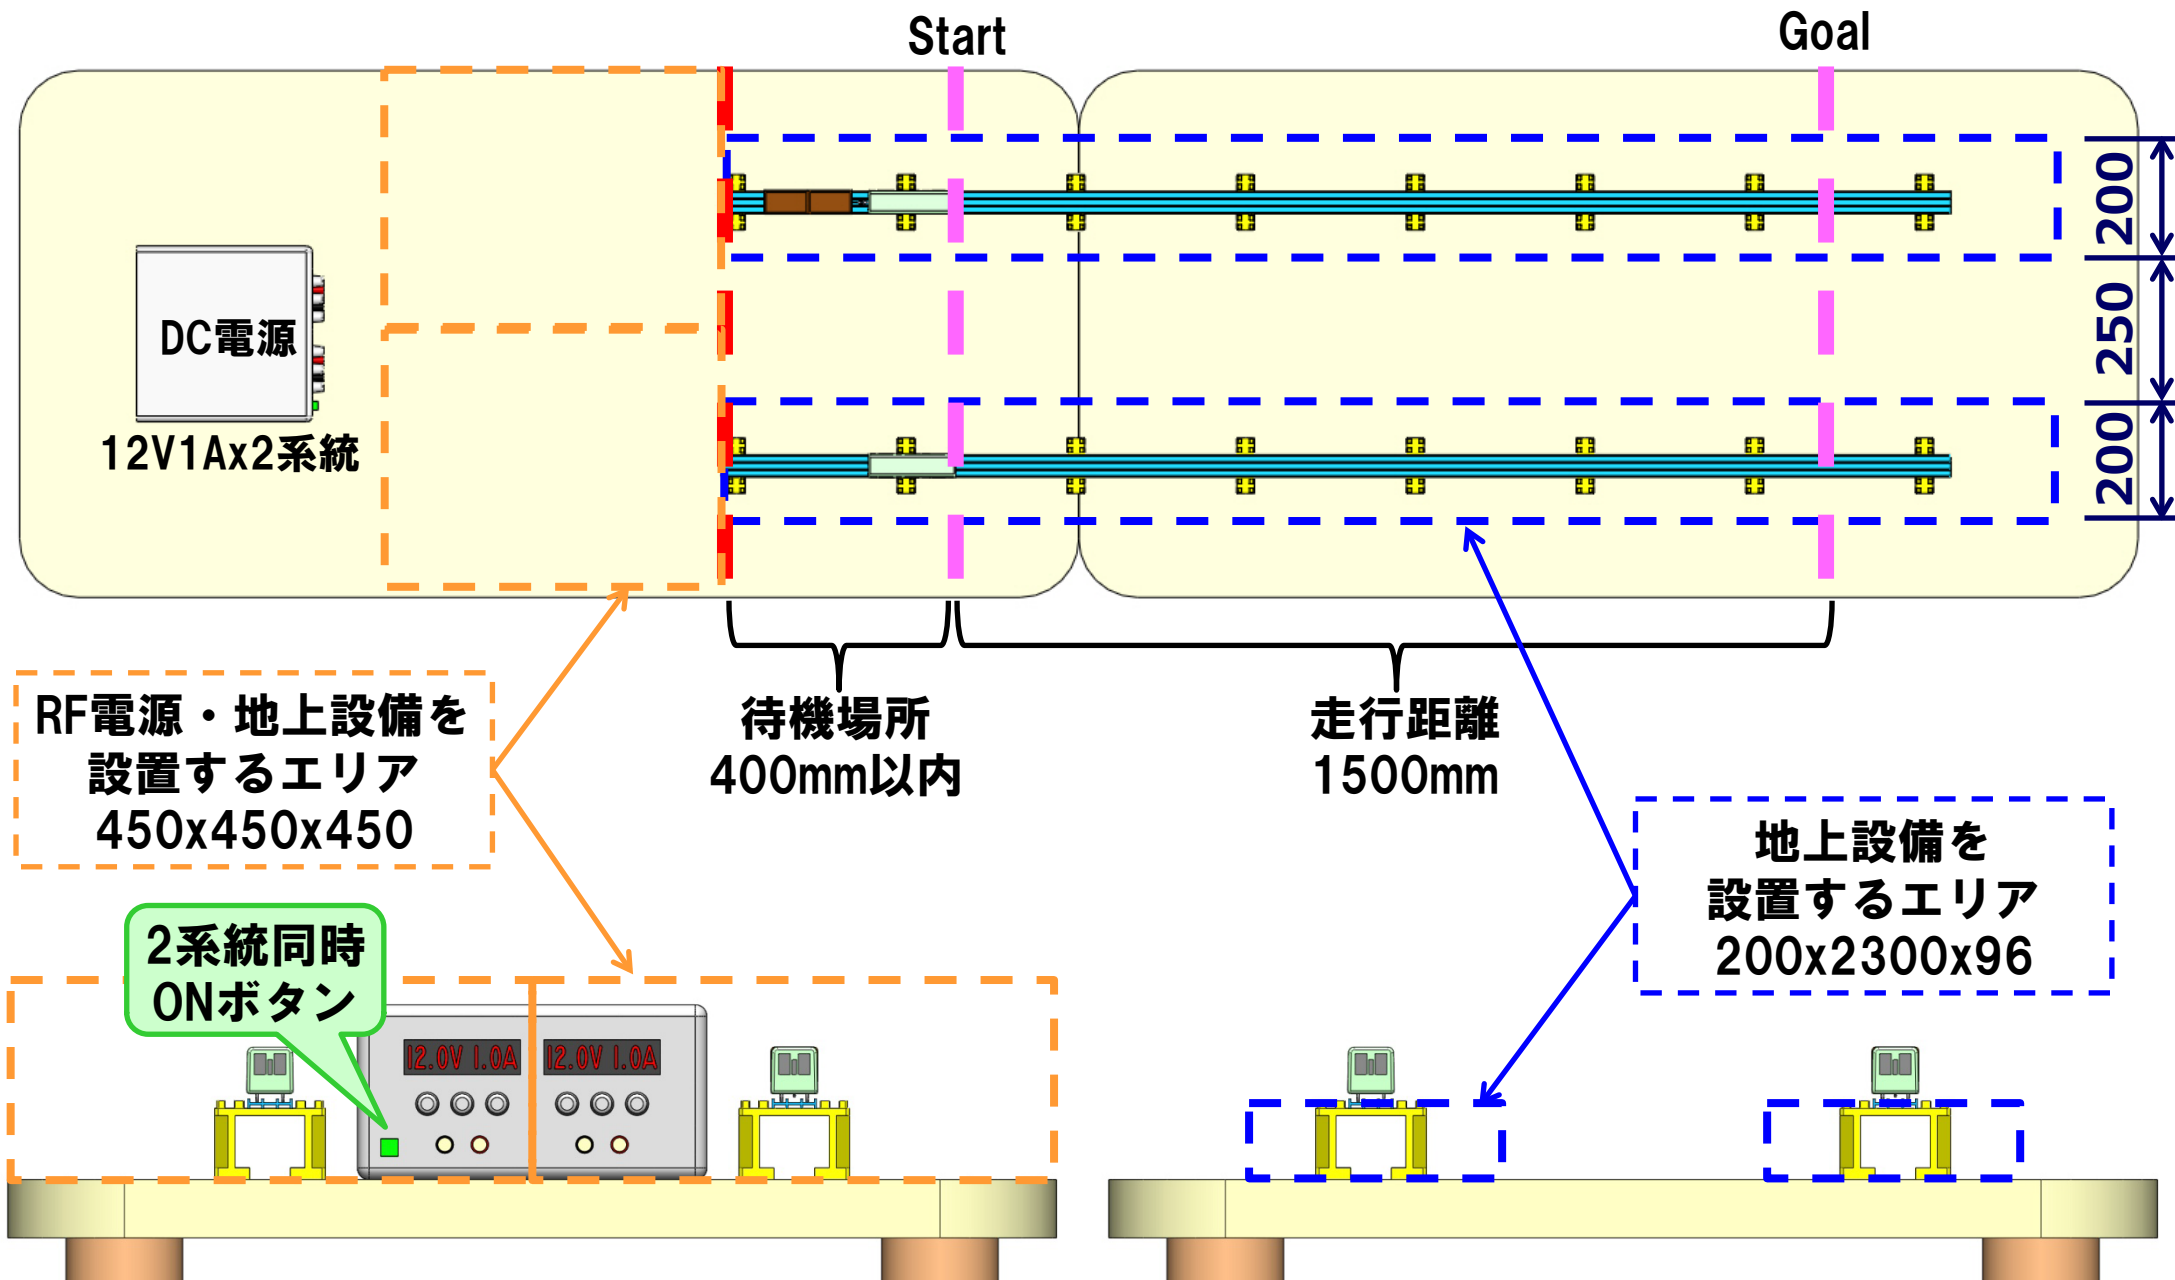 Start
Goal
DC電源
12V1Ax2系統
200
250
200
RF電源・地上設備を
設置するエリア
450x450x450
待機場所
400mm以内
走行距離
1500mm
地上設備を
設置するエリア
200x2300x96
2系統同時
ONボタン
12.0V 1.0A
12.0V 1.0A